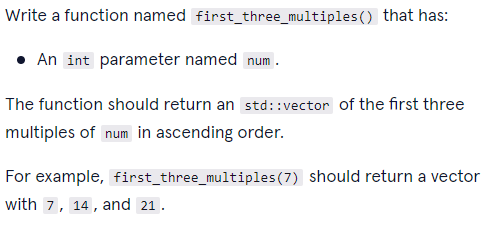 Write a function named first_three_multiples() that has:
• An int parameter named num.
The function should return an std::vector of the first three
multiples of num in ascending order.
For example, first_three_multiples(7) should return a vector
with 7, 14, and 21.